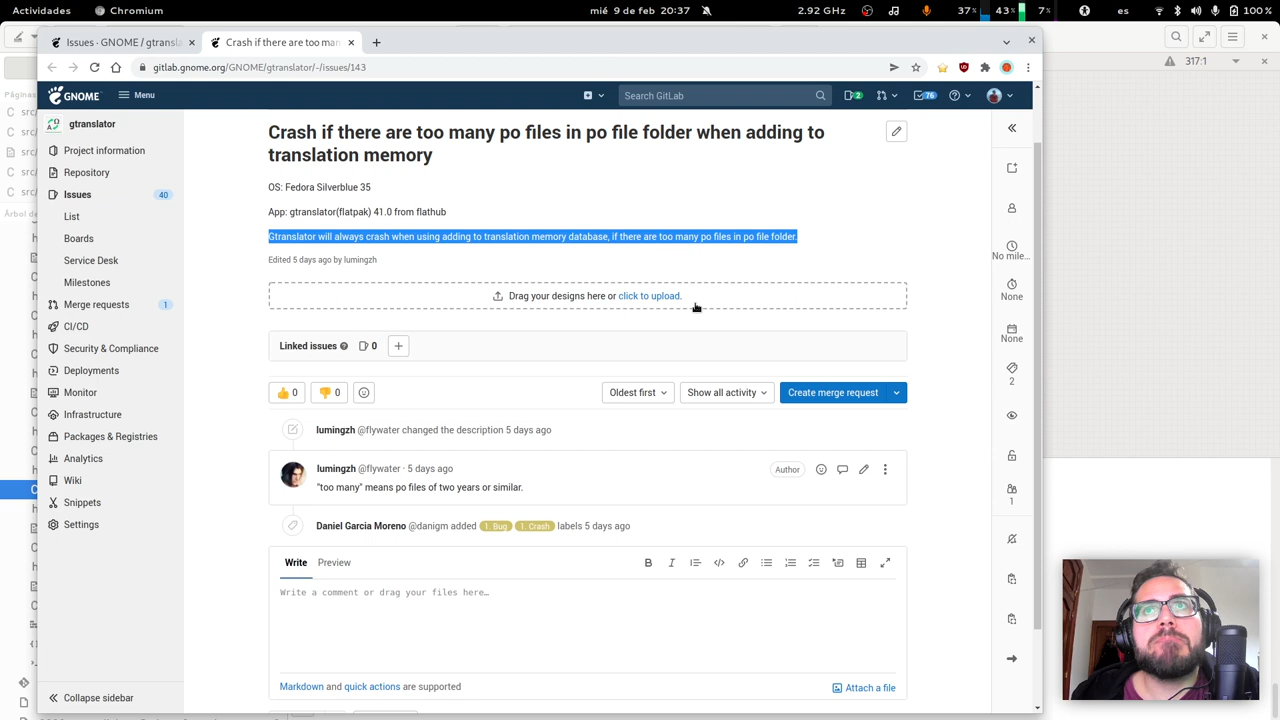 Actividades
Chromium
mié 9 de feb 20:37
2.92 GHz
37%
43%
7%
es
100 %
Issues · GNOME / gtransla
Crash if there are too man
317:1
gitlab.gnome.org/GNOME/gtranslator/-/issues/143
GNOME
Menu
Search GitLab
2
76
gtranslator
Project information
Repository
Issues
40
List
Boards
Service Desk
Milestones
Merge requests
1
CI/CD
Security & Compliance
Deployments
Monitor
Infrastructure
Packages & Registries
Analytics
Wiki
Snippets
Settings
Collapse sidebar
Crash if there are too many po files in po file folder when adding to
translation memory
OS: Fedora Silverblue 35
App: gtranslator(flatpak) 41.0 from flathub
Gtranslator will always crash when using adding to translation memory database, if there are too many po files in po file folder.
Edited 5 days ago by lumingzh
Drag your designs here or click to upload.
Linked issues
0
0
0
Oldest first
Show all activity
Create merge request
lumingzh @flywater changed the description 5 days ago
lumingzh @flywater · 5 days ago
Author
"too many" means po files of two years or similar.
Daniel Garcia Moreno @danigm added 1. Bug 1. Crash labels 5 days ago
Write
Preview
Write a comment or drag your files here…
Markdown and quick actions are supported
Attach a file
No mile...
None
None
2
1